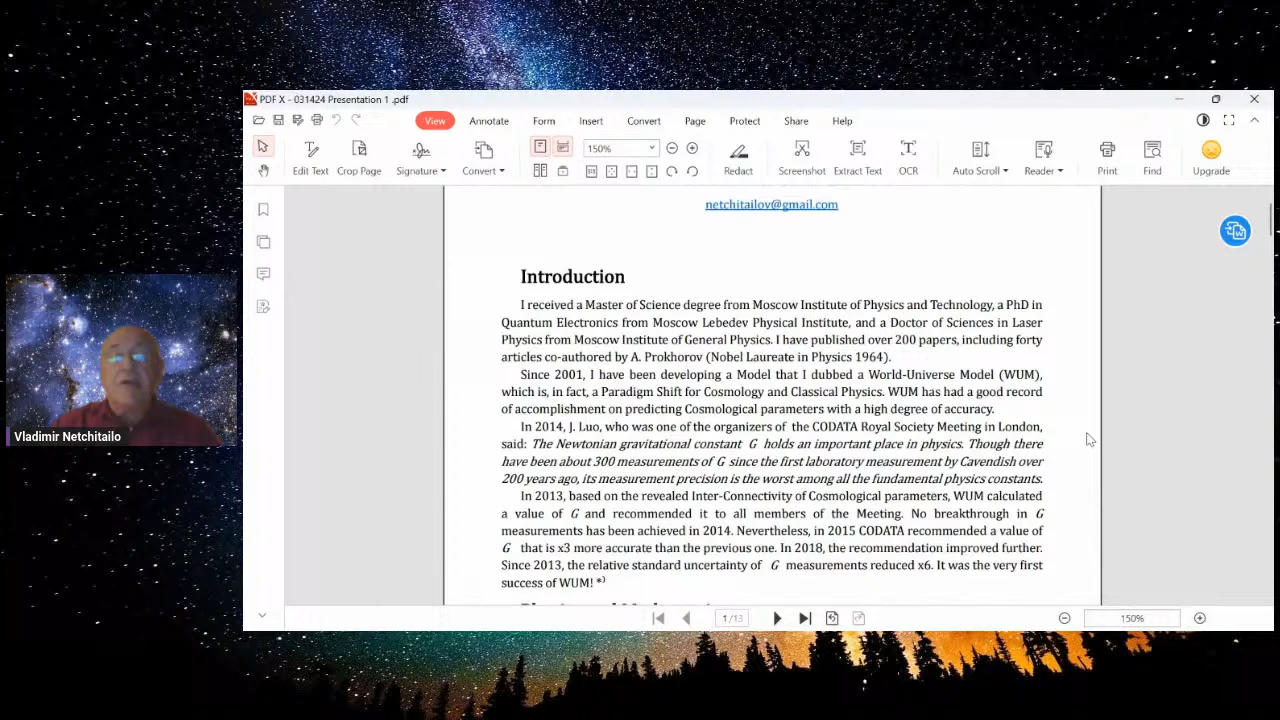 PDF X - 031424 Presentation 1 .pdf
View Annotate Form Insert Convert Page Protect Share Help
150%
Edit Text Crop Page Signature Convert Redact Screenshot Extract Text OCR Auto Scroll Reader Print Find Upgrade
netchitailov@gmail.com
Introduction
I received a Master of Science degree from Moscow Institute of Physics and Technology, a PhD in
Quantum Electronics from Moscow Lebedev Physical Institute, and a Doctor of Sciences in Laser
Physics from Moscow Institute of General Physics. I have published over 200 papers, including forty
articles co-authored by A. Prokhorov (Nobel Laureate in Physics 1964).
Since 2001, I have been developing a Model that I dubbed a World-Universe Model (WUM),
which is, in fact, a Paradigm Shift for Cosmology and Classical Physics. WUM has had a good record
of accomplishment on predicting Cosmological parameters with a high degree of accuracy.
In 2014, J. Luo, who was one of the organizers of the CODATA Royal Society Meeting in London,
said: The Newtonian gravitational constant G holds an important place in physics. Though there
have been about 300 measurements of G since the first laboratory measurement by Cavendish over
200 years ago, its measurement precision is the worst among all the fundamental physics constants.
In 2013, based on the revealed Inter-Connectivity of Cosmological parameters, WUM calculated
a value of G and recommended it to all members of the Meeting. No breakthrough in G
measurements has been achieved in 2014. Nevertheless, in 2015 CODATA recommended a value of
G that is x3 more accurate than the previous one. In 2018, the recommendation improved further.
Since 2013, the relative standard uncertainty of G measurements reduced x6. It was the very first
success of WUM! *)
1 /13
150%
Vladimir Netchitailo